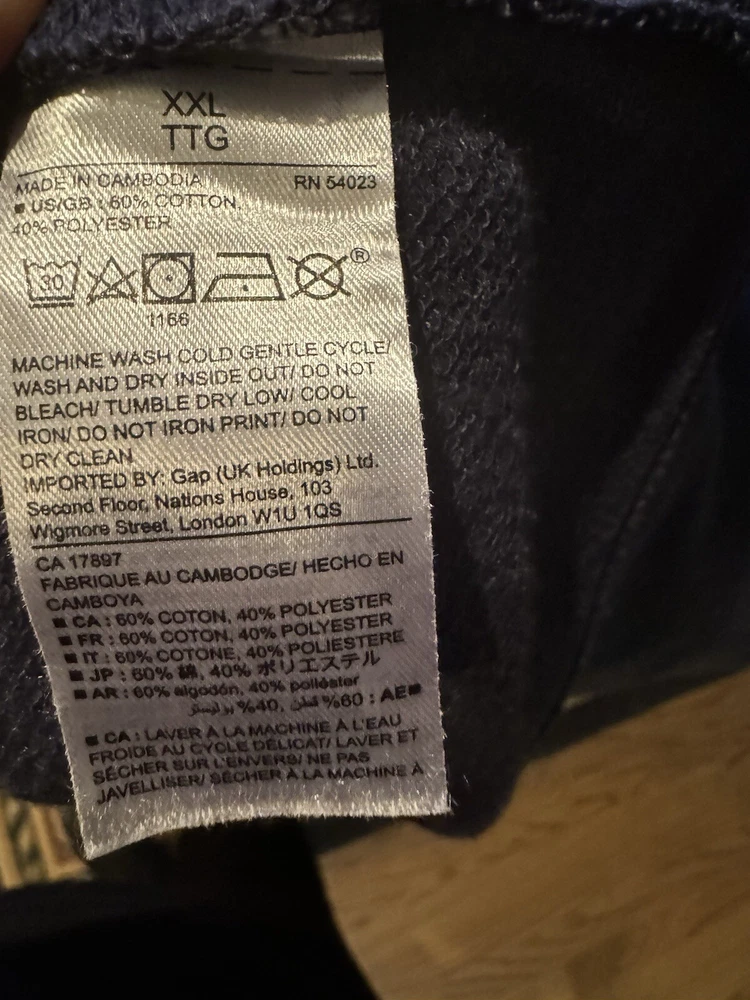 XXL
TTG
MADE IN CAMBODIA RN 54023
■ US/GB : 60% COTTON,
40% POLYESTER
30 ®
1166
MACHINE WASH COLD GENTLE CYCLE/
WASH AND DRY INSIDE OUT/ DO NOT
BLEACH/ TUMBLE DRY LOW/ COOL
IRON/ DO NOT IRON PRINT/ DO NOT
DRY CLEAN
IMPORTED BY: Gap (UK Holdings) Ltd.
Second Floor, Nations House, 103
Wigmore Street, London W1U 1QS
CA 17897
FABRIQUE AU CAMBODGE/ HECHO EN
CAMBOYA
■ CA : 60% COTON, 40% POLYESTER
■ FR : 60% COTON, 40% POLYESTER
■ IT : 60% COTONE, 40% POLIESTERE
■ JP : 60% 綿, 40% ポリエステル
■ AR : 60% algodón, 40% poliéster
■AE : 60% قطن, 40% بوليستر
■ CA : LAVER À LA MACHINE À L'EAU
FROIDE AU CYCLE DÉLICAT/ LAVER ET
SÉCHER SUR L'ENVERS/ NE PAS
JAVELLISER/ SÉCHER À LA MACHINE À